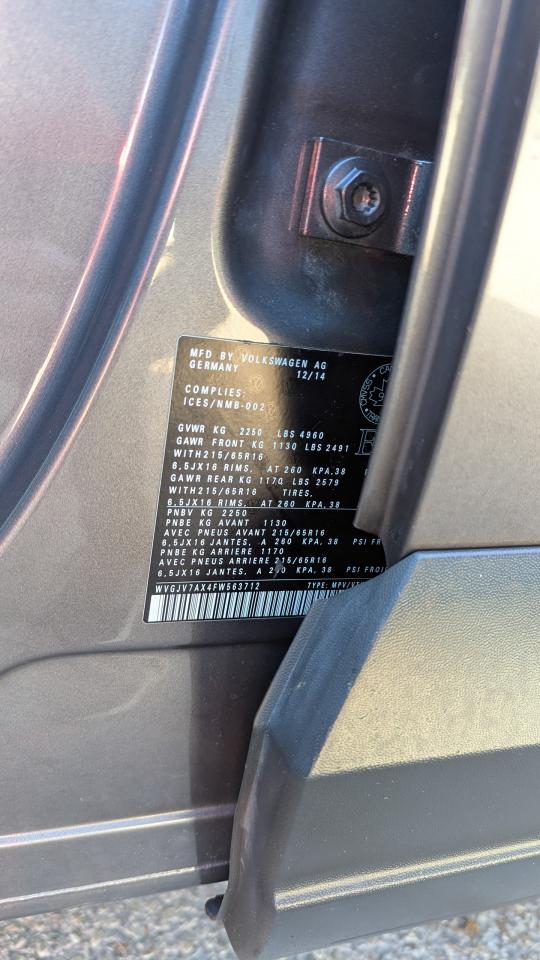 MFD BY VOLKSWAGEN AG
GERMANY 12/14
COMPLIES:
ICES/NMB-002
GVWR KG 2250 LBS 4960
GAWR FRONT KG 1130 LBS 2491
WITH215/65R16
6,5JX16 RIMS, AT 260 KPA,38
GAWR REAR KG 1170 LBS 2579
WITH215/65R16 TIRES,
6,5JX16 RIMS, AT 260 KPA,38
PNBV KG 2250
PNBE KG AVANT 1130
AVEC PNEUS AVANT 215/65R16
6,5JX16 JANTES, A 260 KPA,38 PSI FROI
PNBE KG ARRIERE 1170
AVEC PNEUS ARRIERE 215/65R16
6,5JX16 JANTES, A 260 KPA,38 PSI FROI
WVGJV7AX4FW563712 TYPE: MPV/